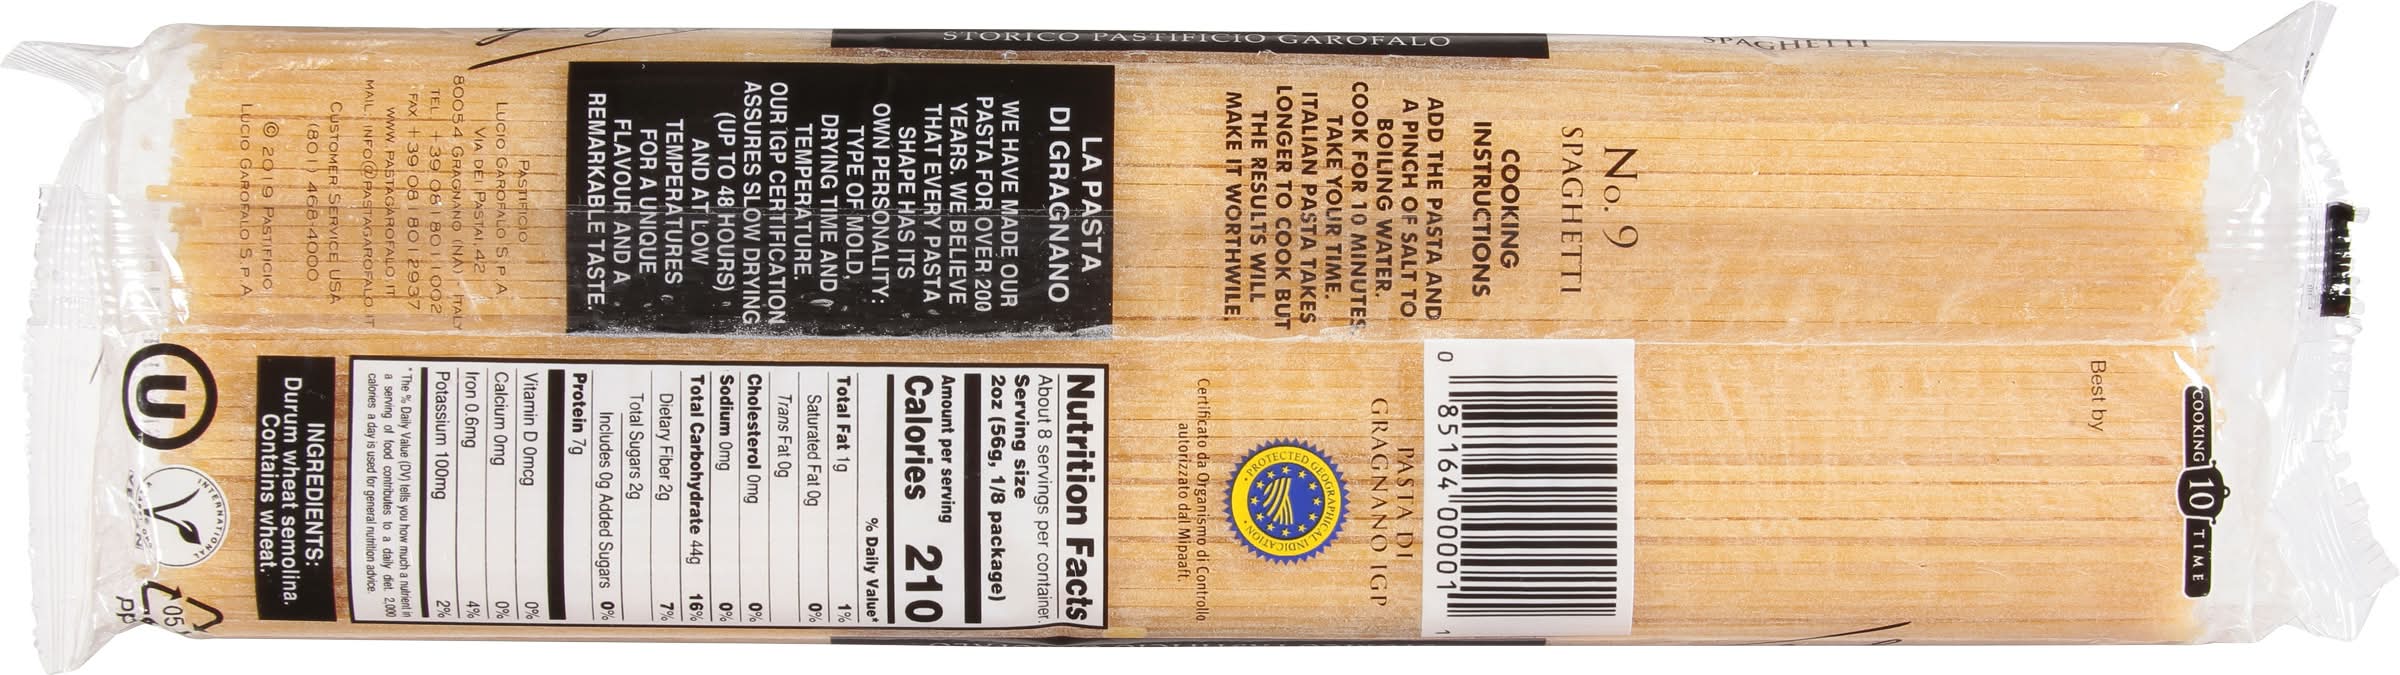 STORICO PASTIFICIO GAROFALO
SPAGHETTI
COOKING 10 TIME
Best by
No. 9
SPAGHETTI
COOKING
INSTRUCTIONS
ADD THE PASTA AND
A PINCH OF SALT TO
BOILING WATER.
COOK FOR 10 MINUTES.
TAKE YOUR TIME.
ITALIAN PASTA TAKES
LONGER TO COOK BUT
THE RESULTS WILL
MAKE IT WORTHWILE.
0 85164 00001 1
PASTA DI
GRAGNANO IGP
PROTECTED GEOGRAPHICAL INDICATION
Certificato da Organismo di Controllo
autorizzato dal Mipaaft.
LA PASTA
DI GRAGNANO
WE HAVE MADE OUR
PASTA FOR OVER 200
YEARS. WE BELIEVE
THAT EVERY PASTA
SHAPE HAS ITS
OWN PERSONALITY:
TYPE OF MOLD,
DRYING TIME AND
TEMPERATURE.
OUR IGP CERTIFICATION
ASSURES SLOW DRYING
(UP TO 48 HOURS)
AND AT LOW
TEMPERATURES
FOR A UNIQUE
FLAVOUR AND A
REMARKABLE TASTE.
Nutrition Facts
About 8 servings per container.
Serving size
2oz (56g, 1/8 package)
Amount per serving
Calories 210
% Daily Value*
Total Fat 1g 1%
Saturated Fat 0g 0%
Trans Fat 0g
Cholesterol 0mg 0%
Sodium 0mg 0%
Total Carbohydrate 44g 16%
Dietary Fiber 2g 7%
Total Sugars 2g
Includes 0g Added Sugars 0%
Protein 7g
Vitamin D 0mcg 0%
Calcium 0mg 0%
Iron 0.6mg 4%
Potassium 100mg 2%
* The % Daily Value (DV) tells you how much a nutrient in
a serving of food contributes to a daily diet. 2,000
calories a day is used for general nutrition advice.
INGREDIENTS:
Durum wheat semolina.
Contains wheat.
PASTIFICIO
LUCIO GAROFALO S.P.A.
VIA DEI PASTAI, 42
80054 GRAGNANO (NA) - ITALY
TEL. +39 081 801 1002
FAX +39 081 801 2937
WWW.PASTAGAROFALO.IT
MAIL: INFO@PASTAGAROFALO.IT
CUSTOMER SERVICE USA
(801) 468-4000
© 2019 PASTIFICIO
LUCIO GAROFALO S.P.A.
U
INTERNATIONAL
05
PP